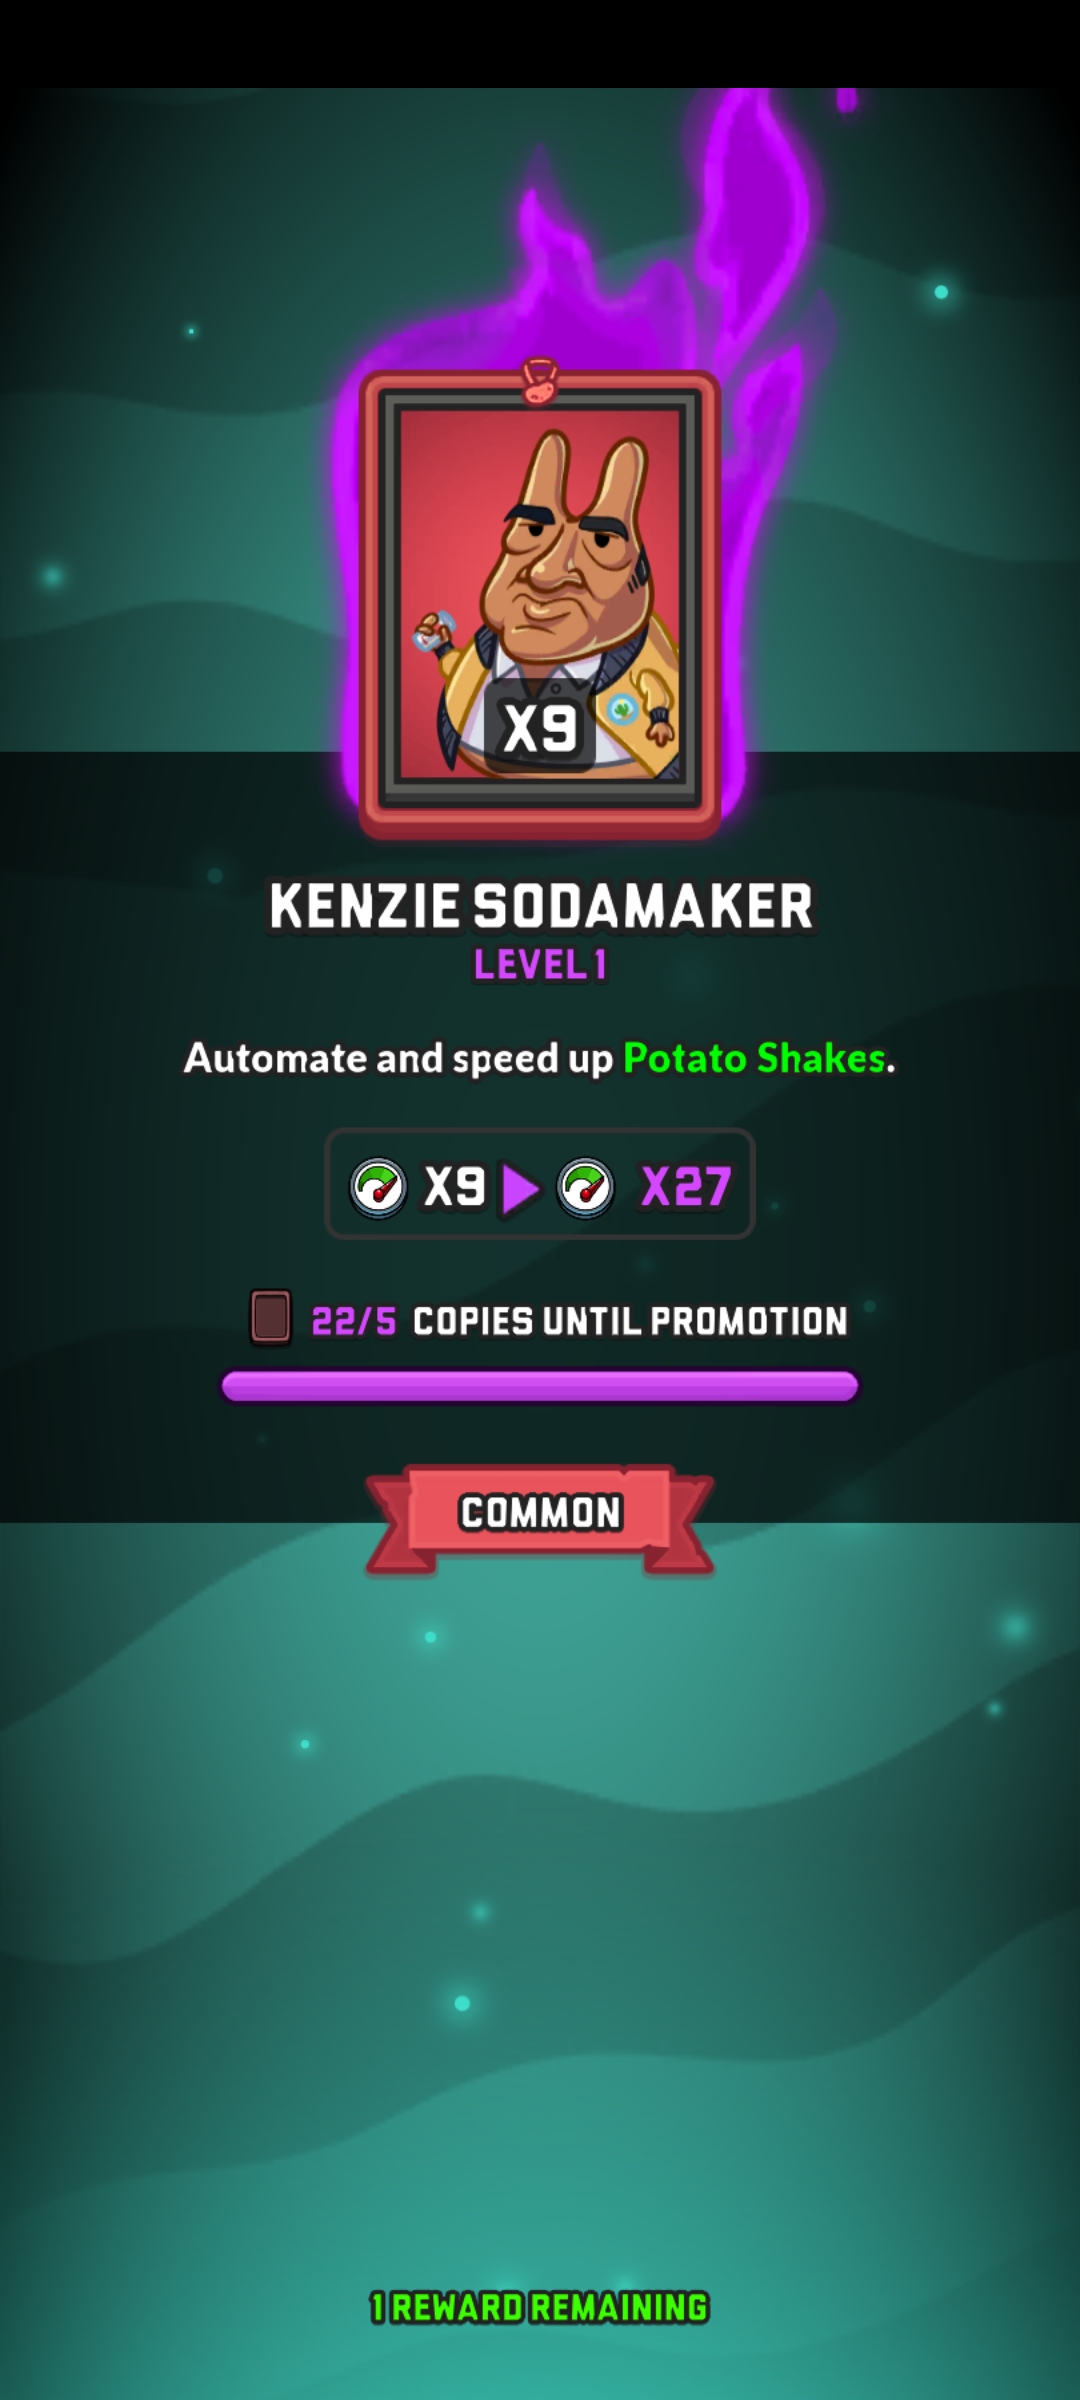 X9
KENZIE SODAMAKER
LEVEL 1
Automate and speed up Potato Shakes.
X9 X27
22/5 COPIES UNTIL PROMOTION
COMMON
1 REWARD REMAINING